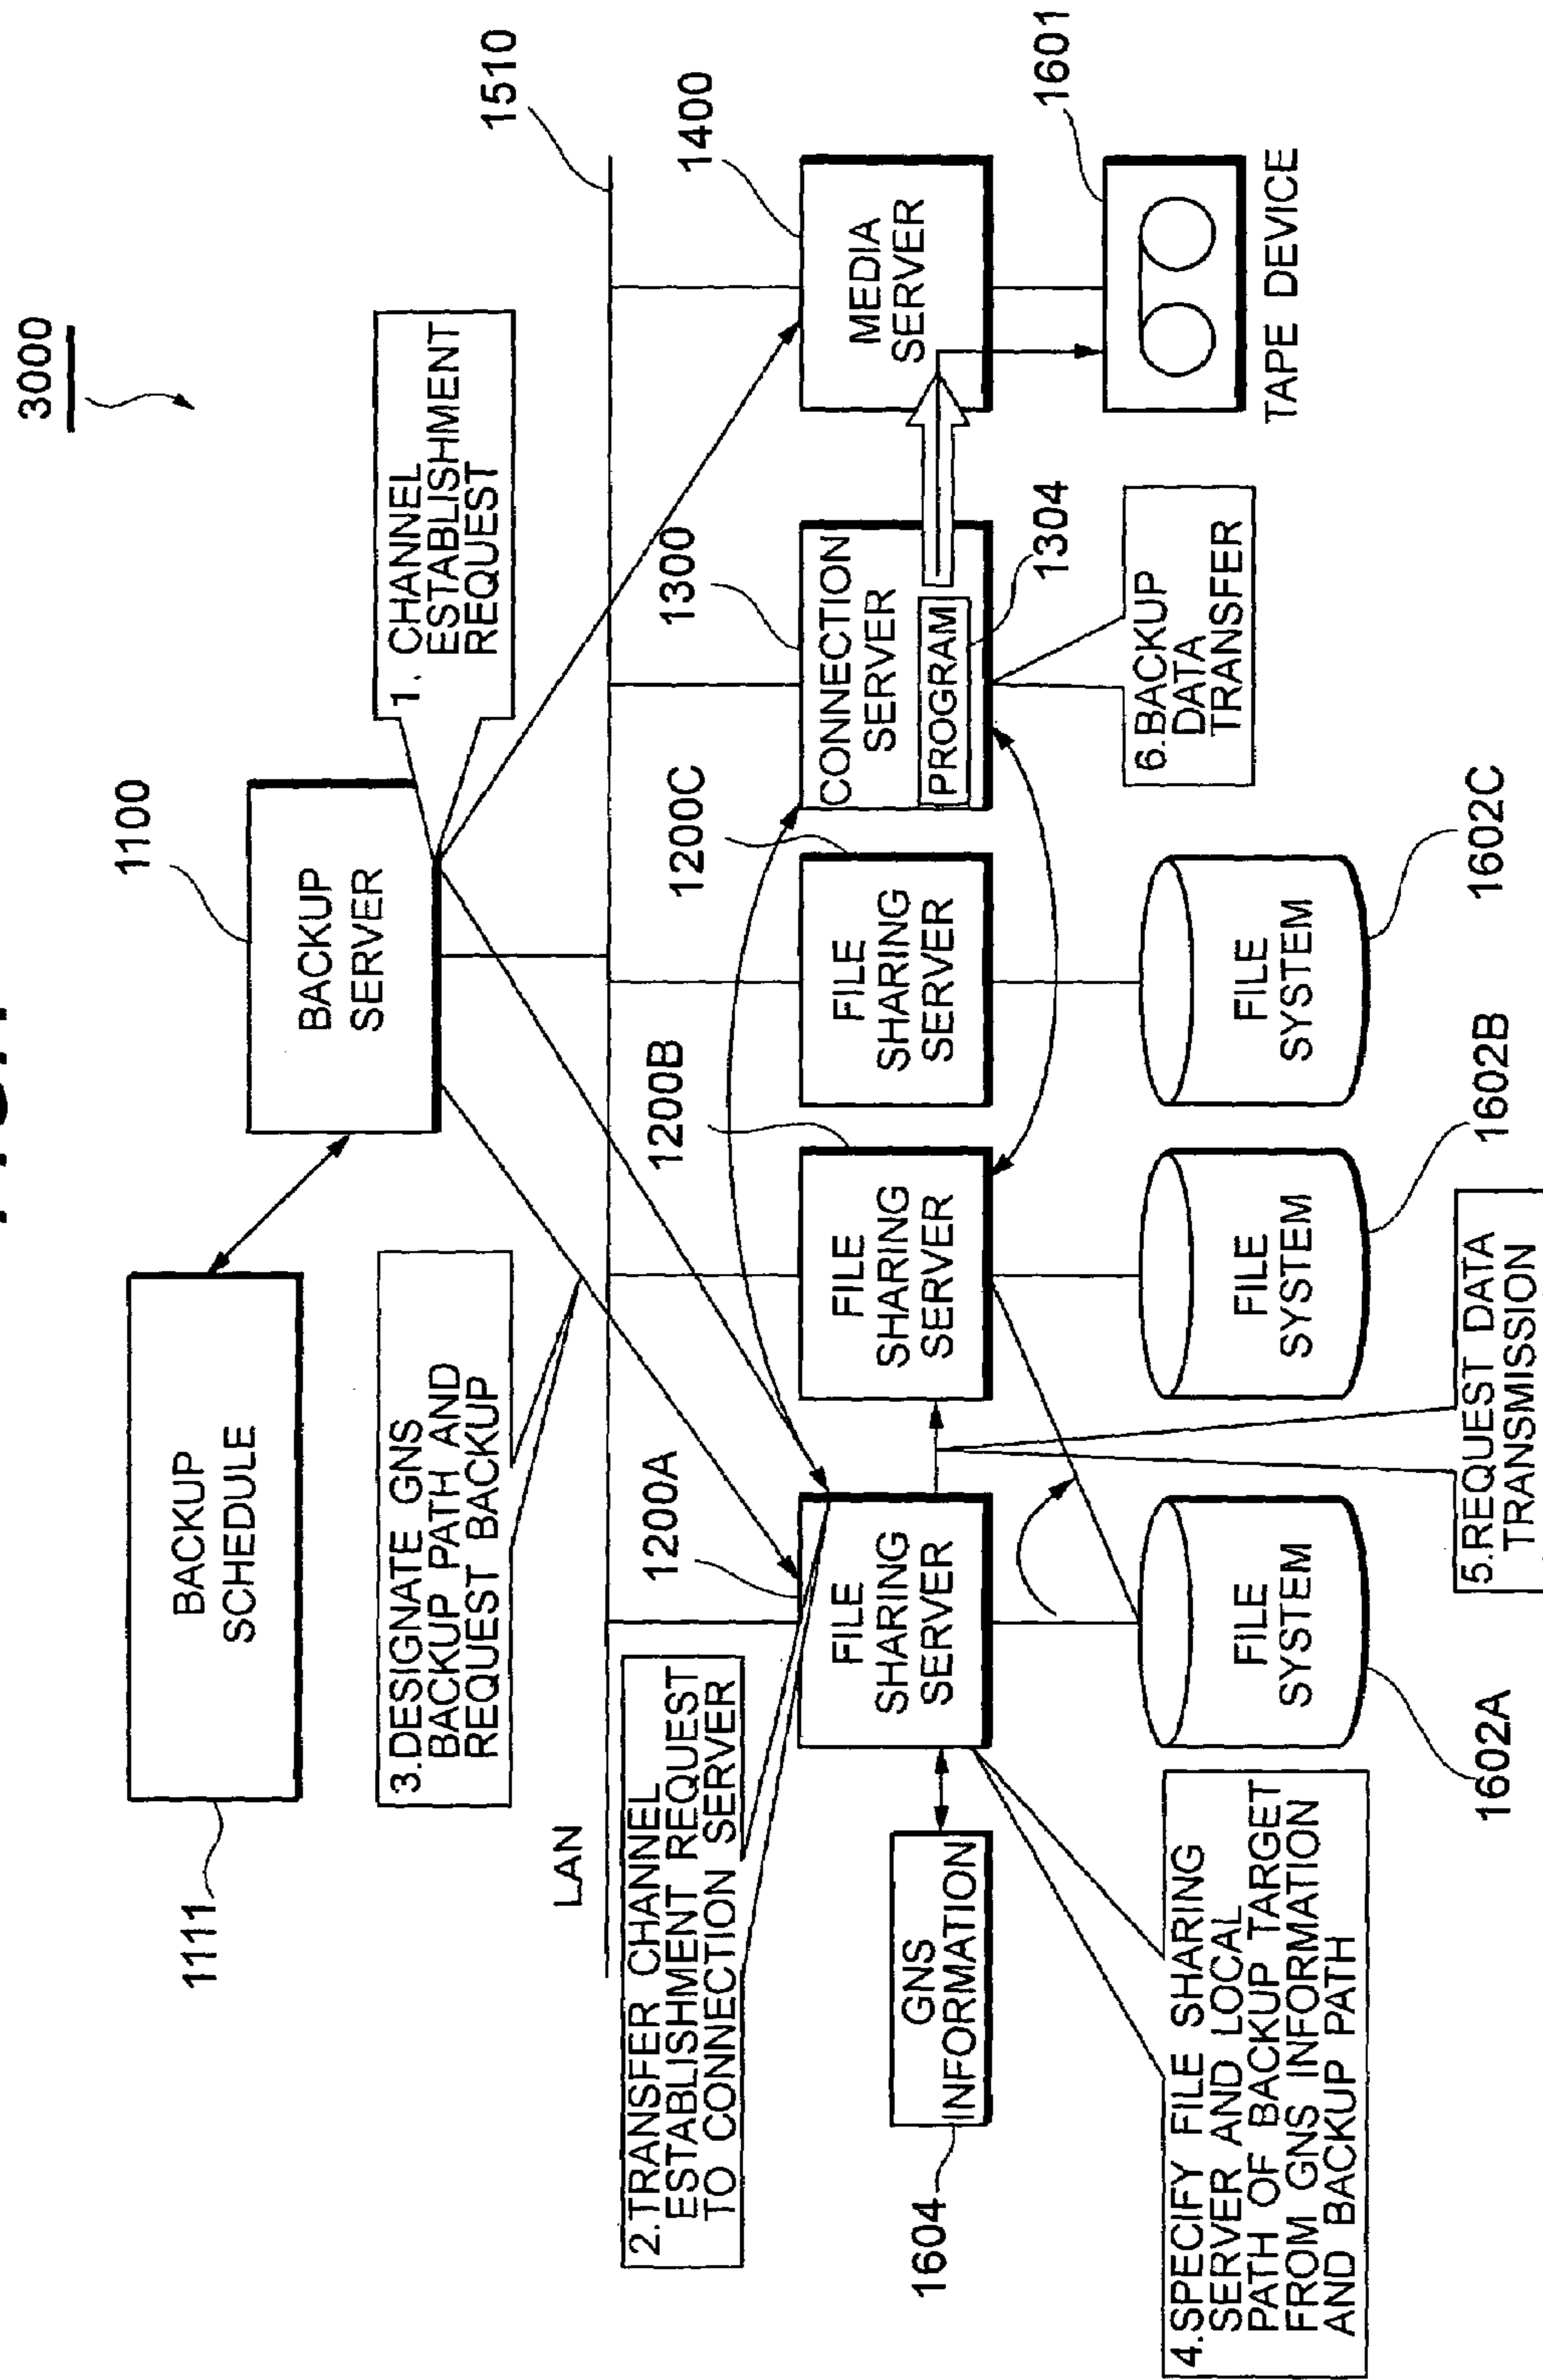 3000
BACKUP
SCHEDULE
1111
BACKUP
SERVER
1100
1. CHANNEL
ESTABLISHMENT
REQUEST
3.DESIGNATE GNS
BACKUP PATH AND
REQUEST BACKUP
LAN
1510
2.TRANSFER CHANNEL
ESTABLISHMENT REQUEST
TO CONNECTION SERVER
1200A
1200B
1200C
1300
1400
GNS
INFORMATION
1604
FILE
SHARING
SERVER
FILE
SHARING
SERVER
FILE
SHARING
SERVER
CONNECTION
SERVER
PROGRAM
1304
MEDIA
SERVER
4.SPECIFY FILE SHARING
SERVER AND LOCAL
PATH OF BACKUP TARGET
FROM GNS INFORMATION
AND BACKUP PATH
FILE
SYSTEM
1602A
FILE
SYSTEM
1602B
FILE
SYSTEM
1602C
6.BACKUP
DATA
TRANSFER
1601
TAPE DEVICE
5.REQUEST DATA
TRANSMISSION